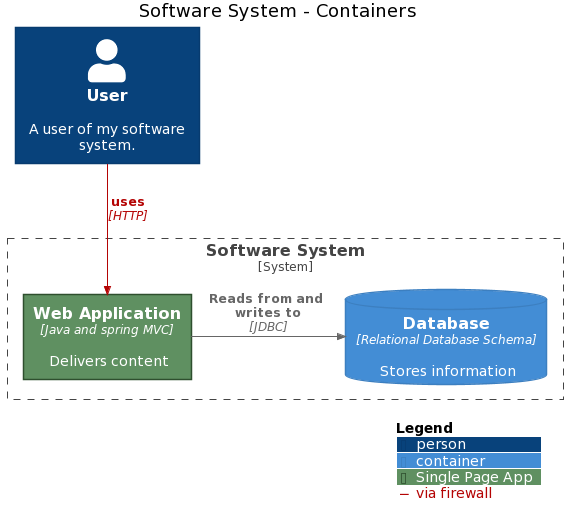 Software System - Containers
User
A user of my software
system.
uses
[HTTP]
Software System
[System]
Web Application
[Java and spring MVC]
Delivers content
Reads from and
writes to
[JDBC]
Database
[Relational Database Schema]
Stores information
Legend
person
container
Single Page App
– via firewall